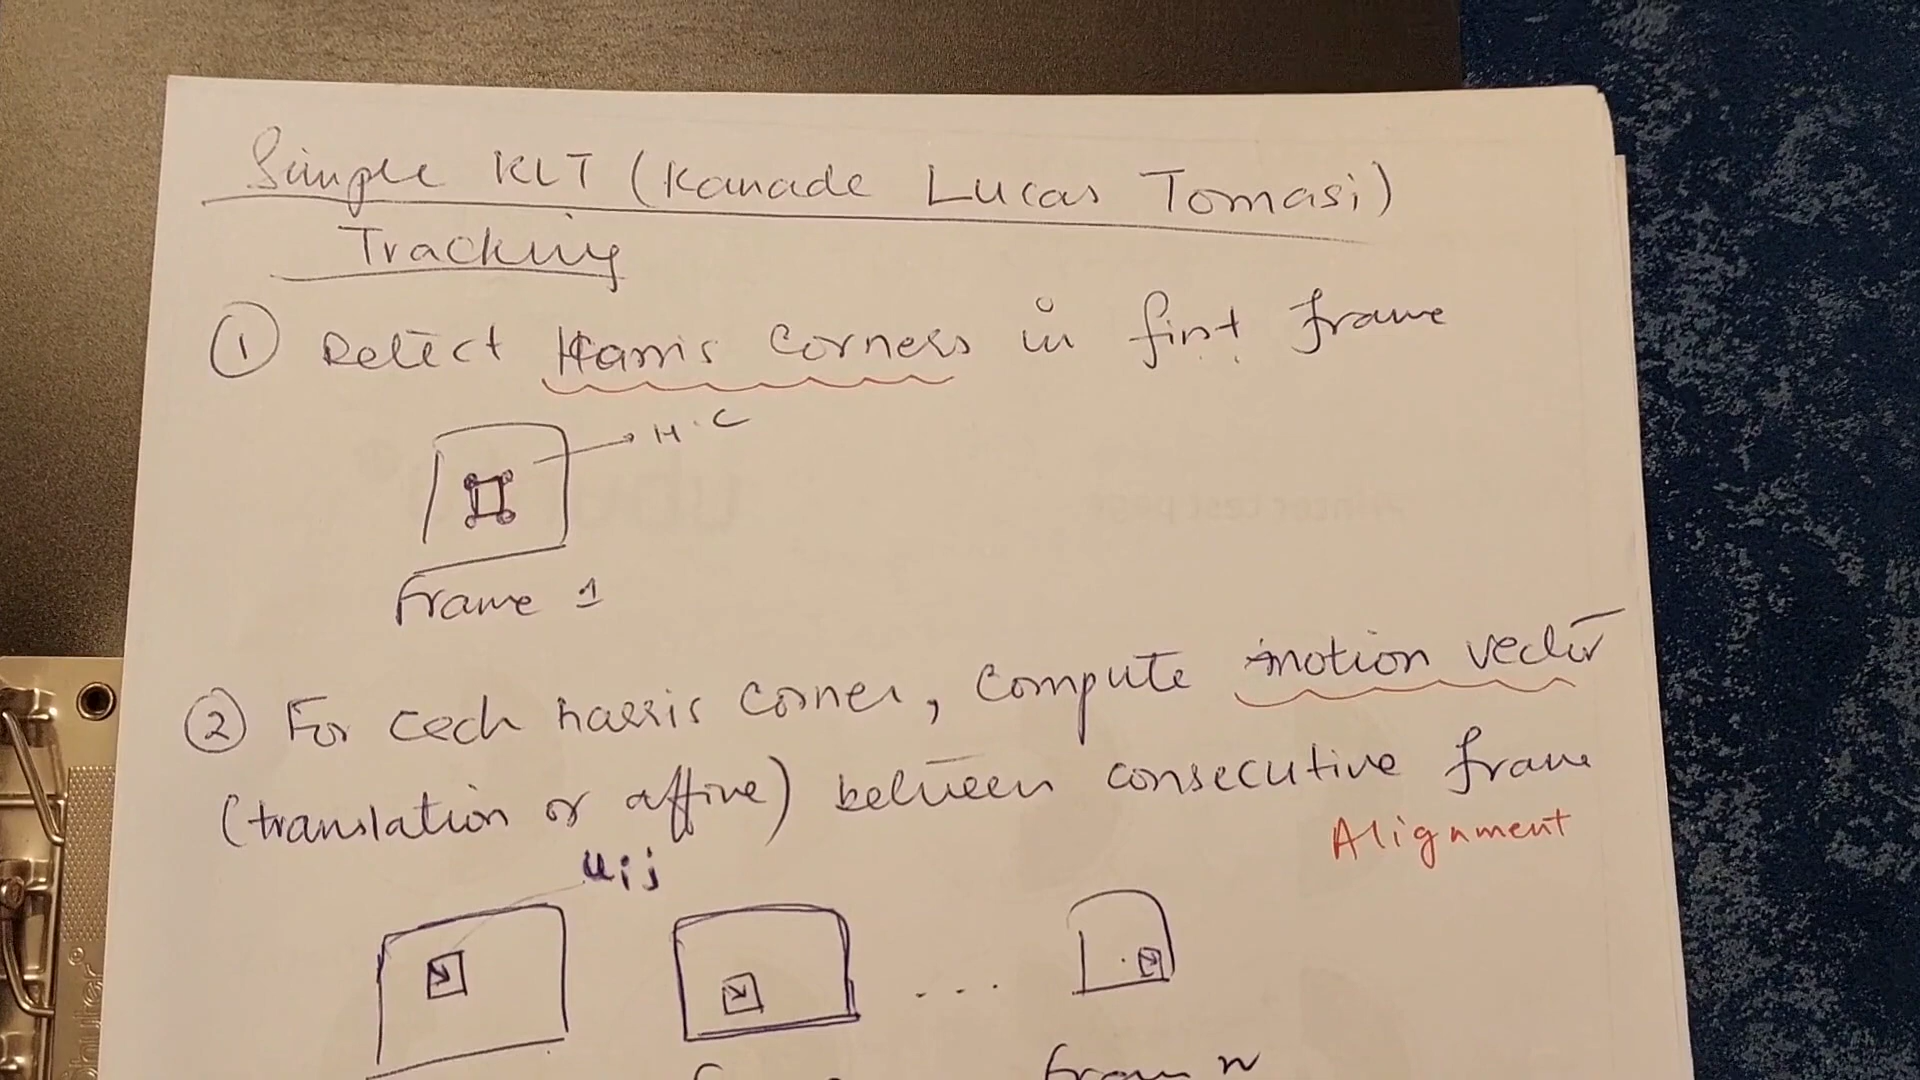 Simple KLT (Kanade Lucas Tomasi)
Tracking
① Detect Harris Corners in first frame
H.C
Frame 1
② For each harris corner, compute motion vector
(translation or affine) between consecutive frame
Alignment
uij
...
Frame n